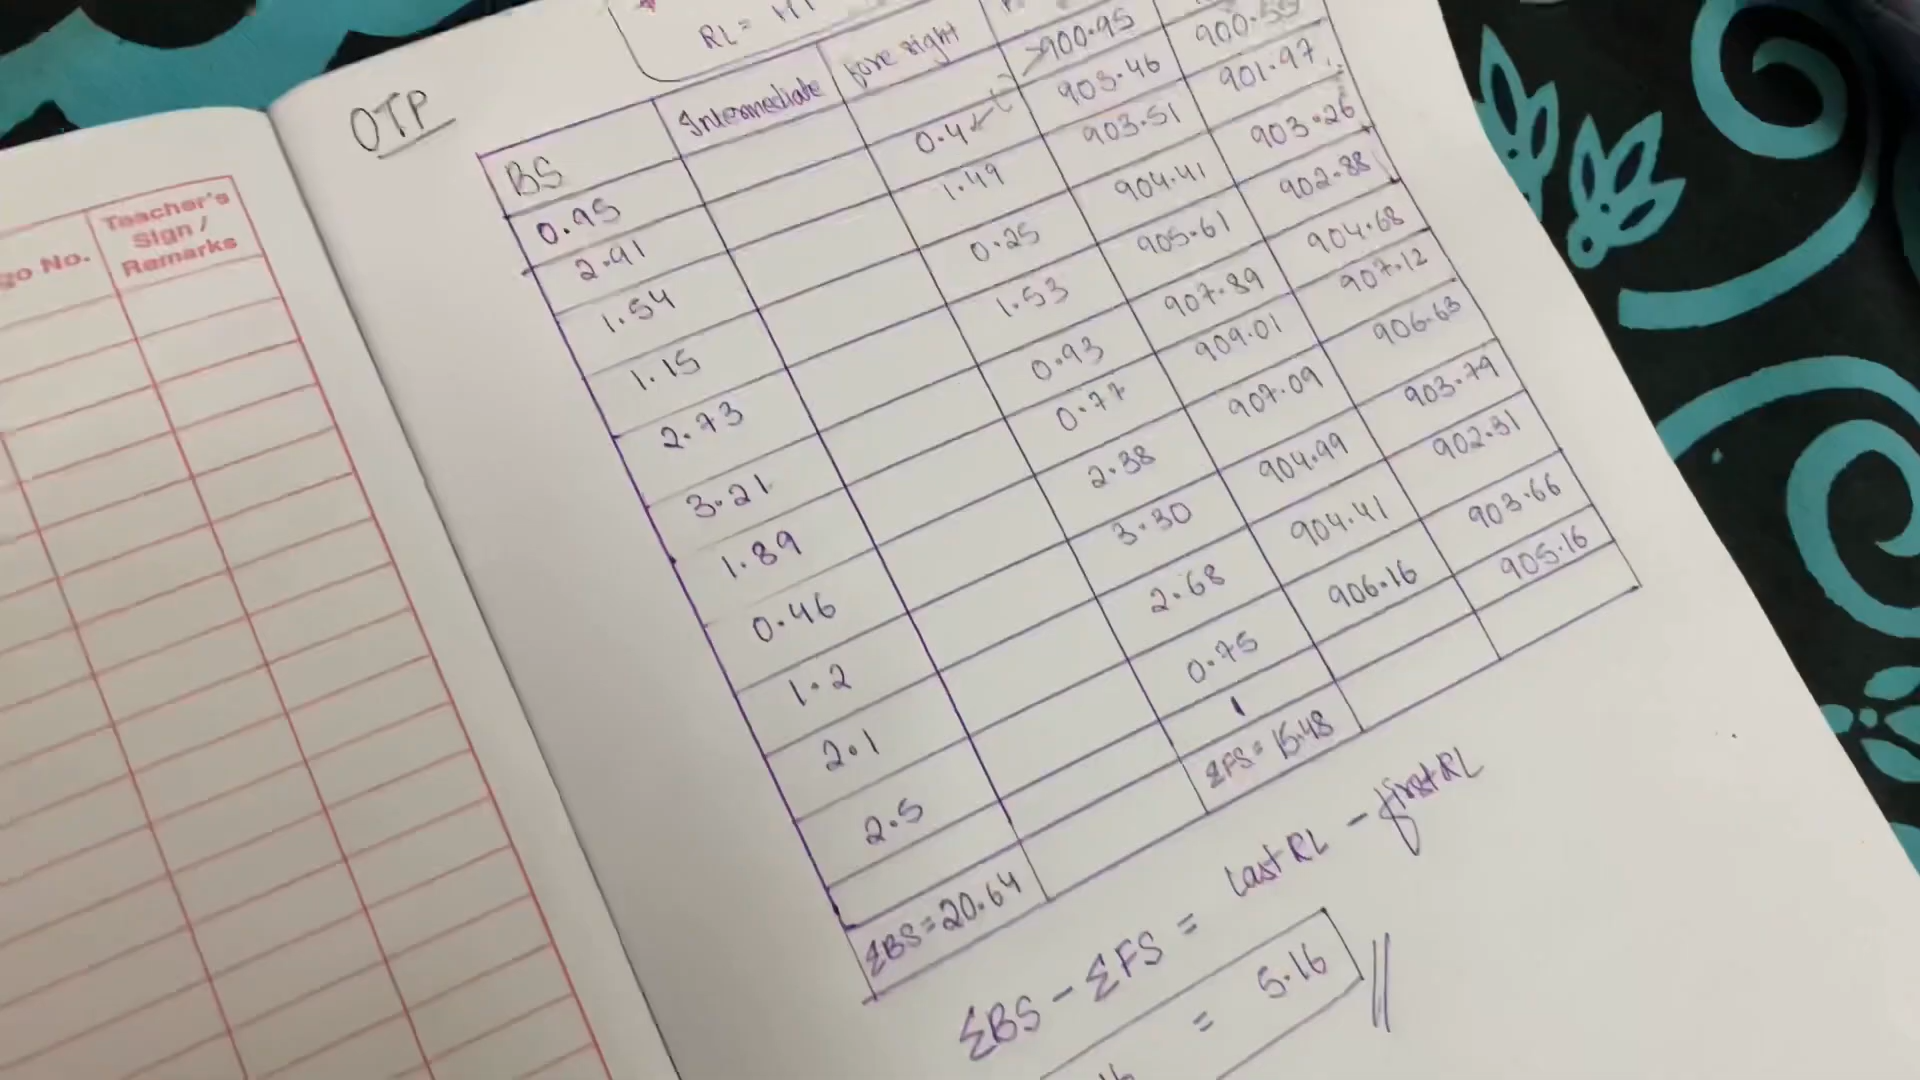 RL = HI
OTP
Teacher's
Sign /
Remarks
No.
BS Intermediate fore sight
0.95 900.95
2.91 0.4 903.46 900.55
1.54 1.49 903.51 901.97
1.15 0.25 904.41 903.26
2.73 1.53 905.61 902.88
3.21 0.93 907.89 904.68
1.89 0.77 909.01 907.12
0.46 2.38 907.09 906.63
1.2 3.30 904.99 903.79
2.1 2.68 904.41 902.31
2.5 0.75 906.16 903.66
1 905.16
ΣBS = 20.64 ΣFS = 15.48
ΣBS - ΣFS = Last RL - first RL
= 5.16